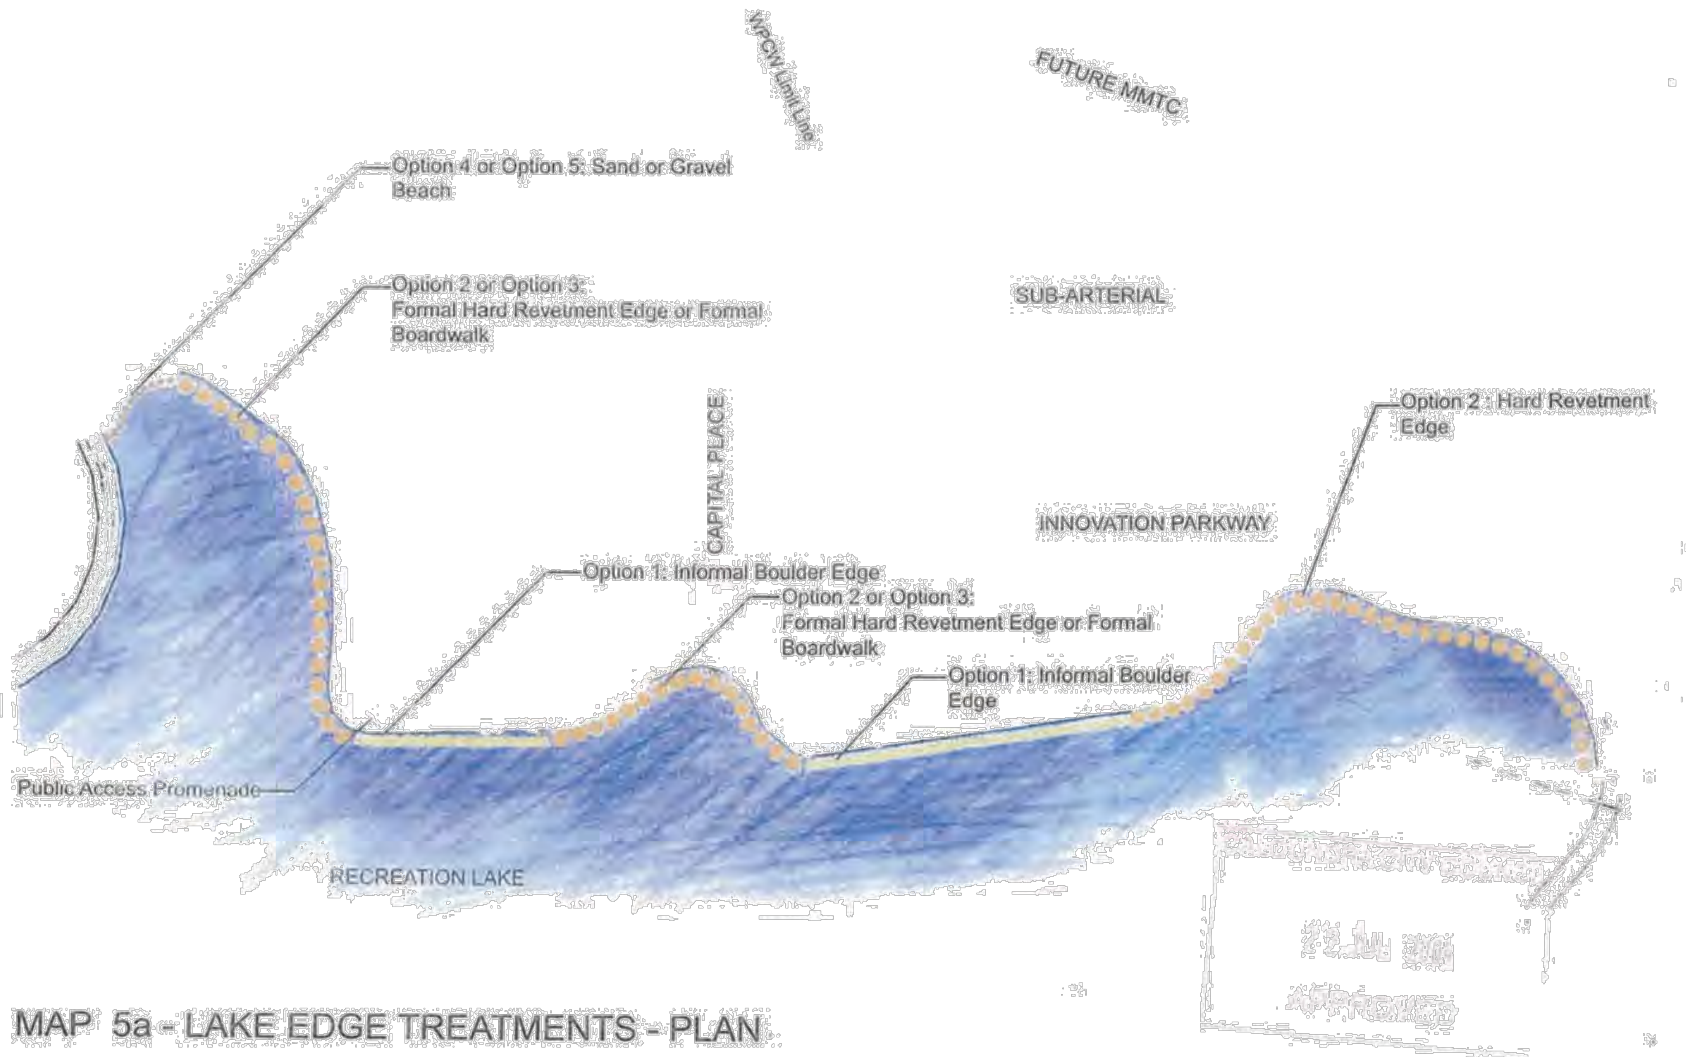 WPCW Limit Line
FUTURE MMTC
Option 4 or Option 5: Sand or Gravel
Beach
Option 2 or Option 3:
Formal Hard Revetment Edge or Formal
Boardwalk
SUB-ARTERIAL
CAPITAL PLACE
Option 2 : Hard Revetment
Edge
INNOVATION PARKWAY
Option 1: Informal Boulder Edge
Option 2 or Option 3:
Formal Hard Revetment Edge or Formal
Boardwalk
Option 1: Informal Boulder
Edge
Public Access Promenade
RECREATION LAKE
MAP 5a - LAKE EDGE TREATMENTS - PLAN